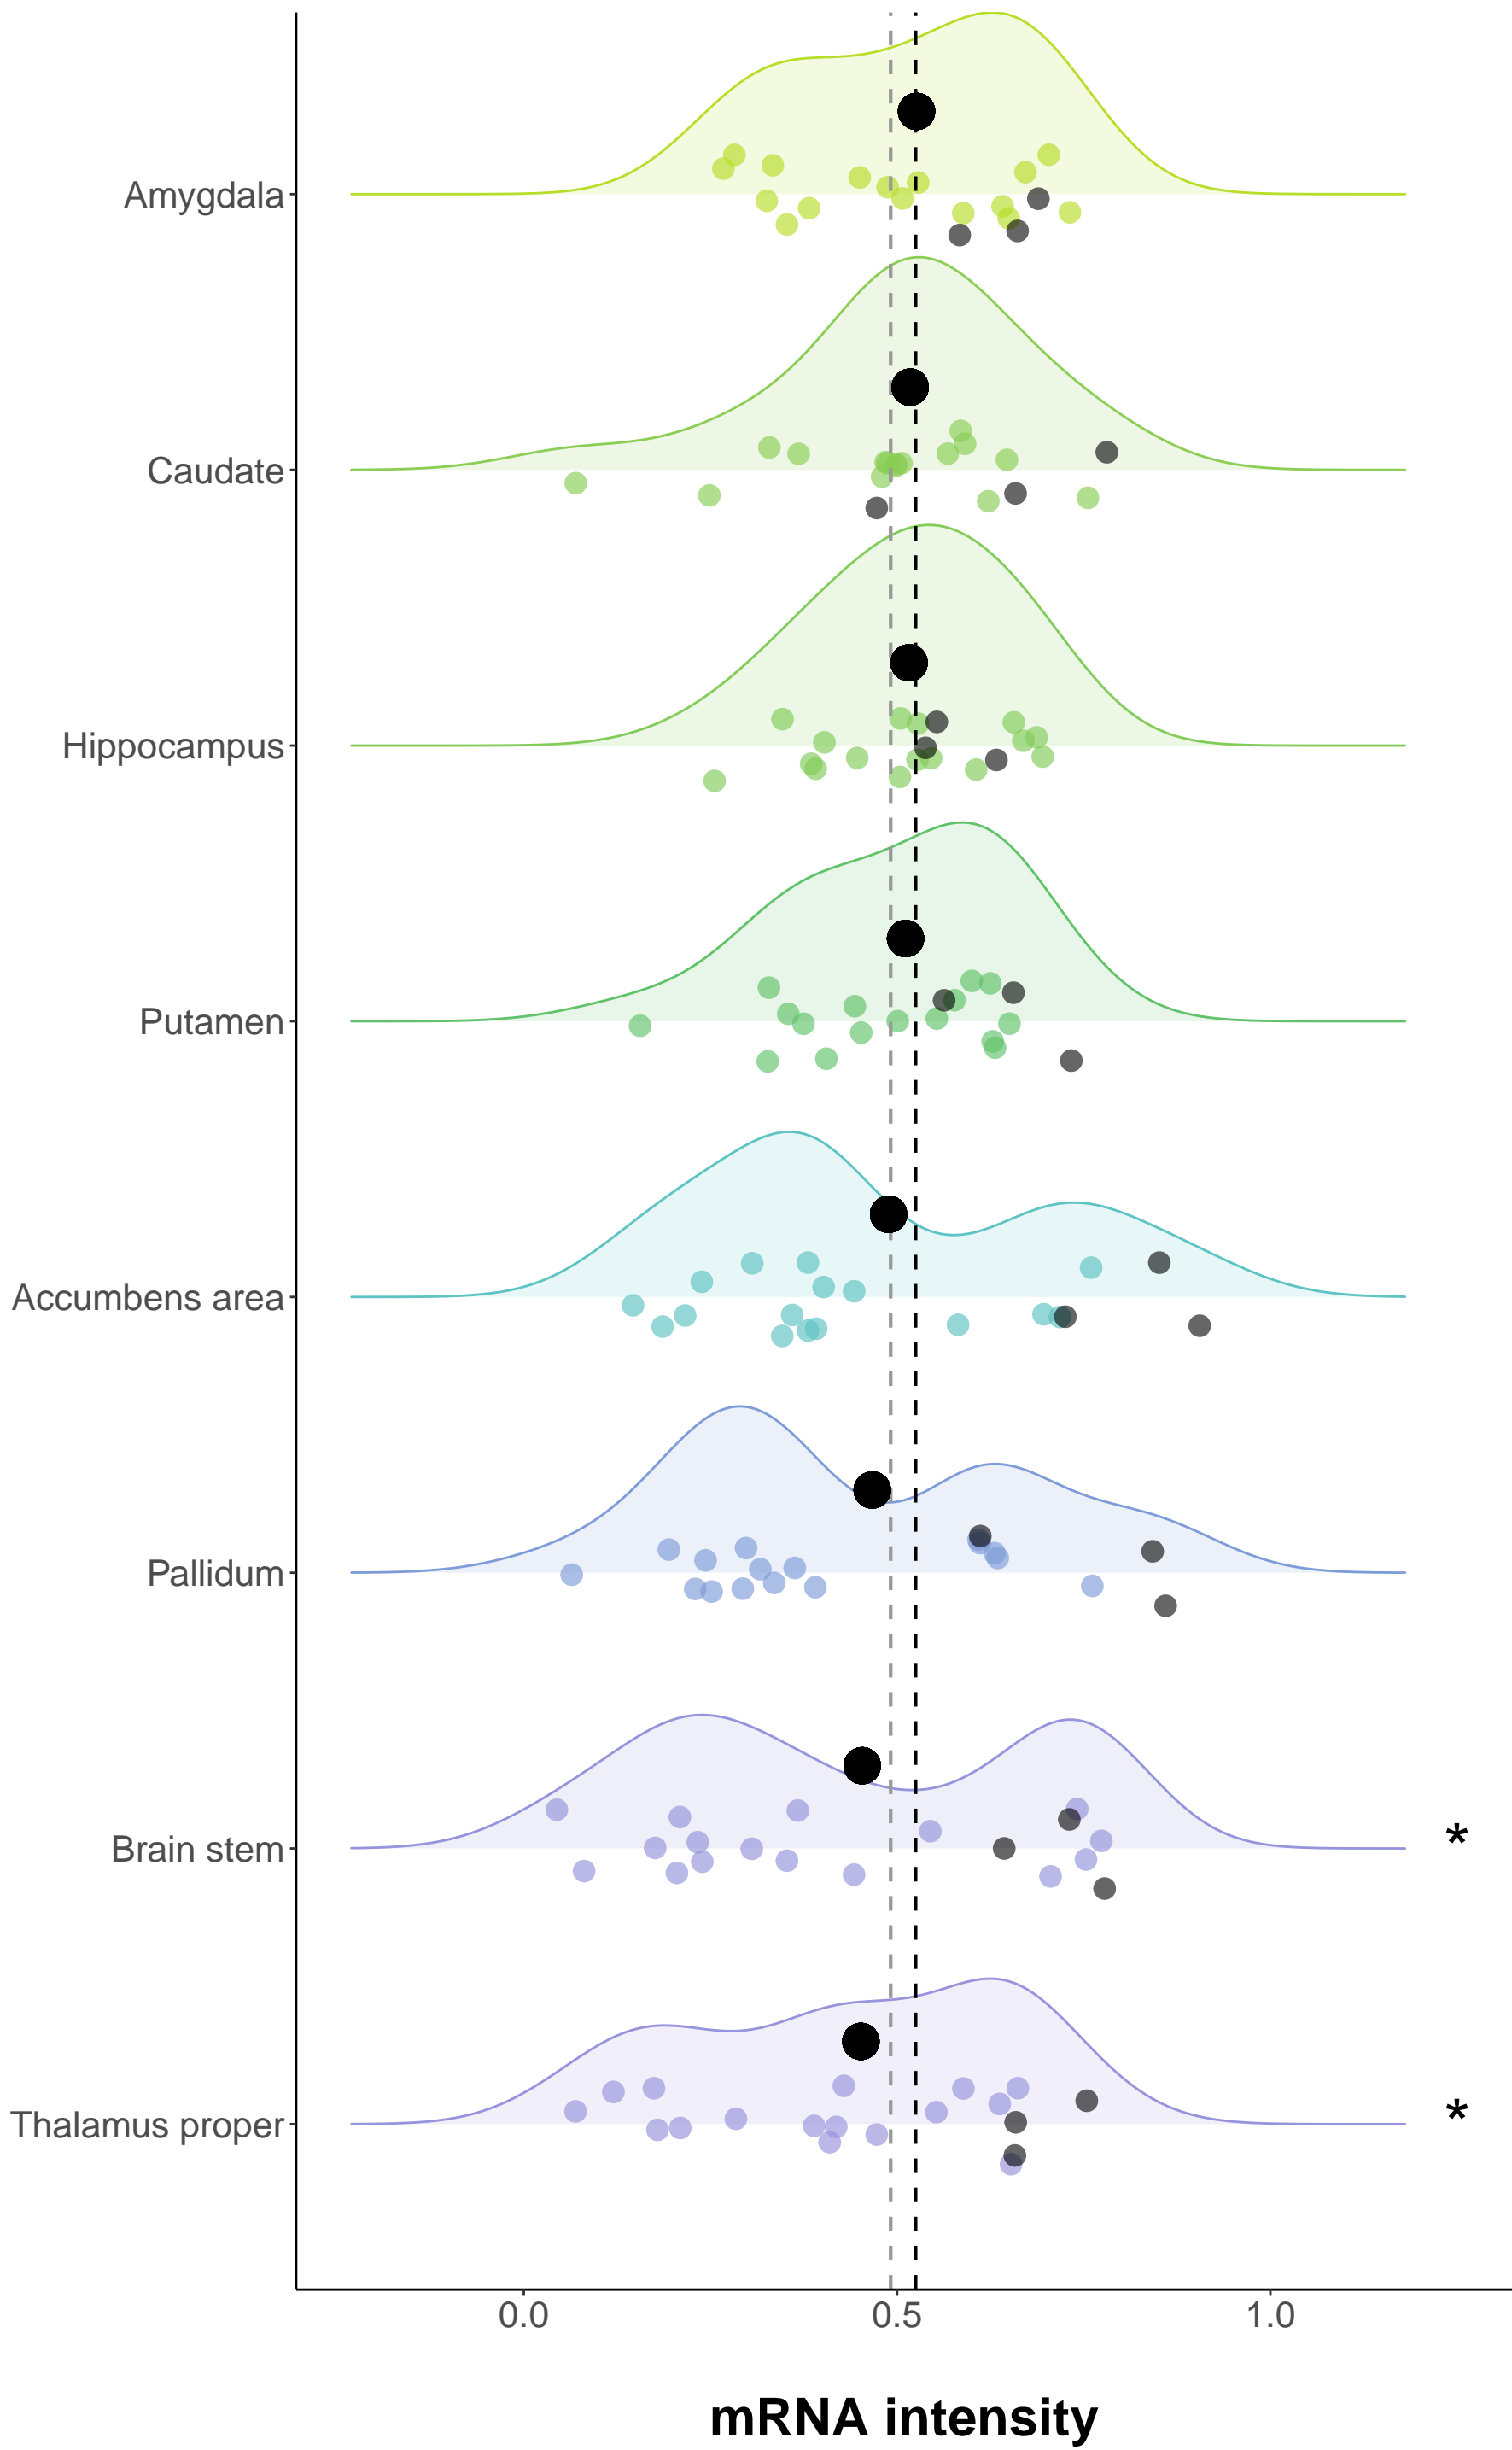 Amygdala
Caudate
Hippocampus
Putamen
Accumbens area
Pallidum
Brain stem
*
Thalamus proper
*
0.0 0.5 1.0
mRNA intensity